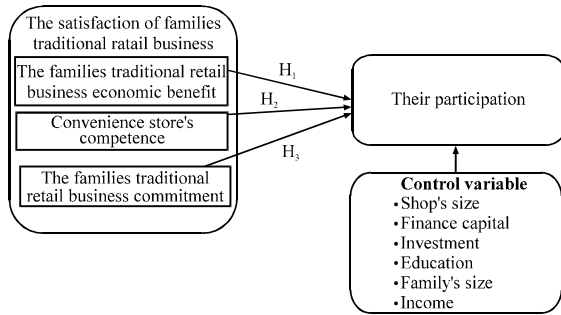 The satisfaction of families
traditional ratail business
The families traditional retail
business economic benefit
Convenience store's
competence
The families traditional
retail business commitment
H1
H2
H3
Their participation
Control variable
•Shop's size
•Finance capital
•Investment
•Education
•Family's size
•Income